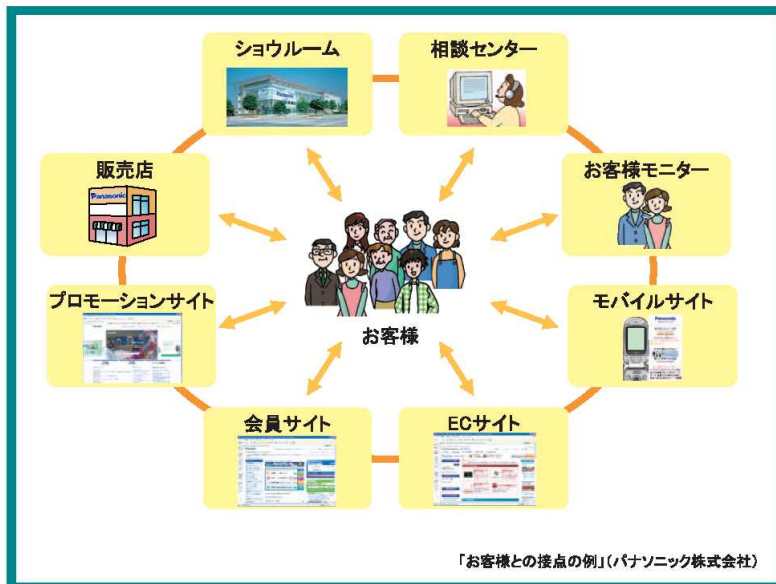 ショウルーム
Panasonic
相談センター
販売店
Panasonic
お客様モニター
プロモーションサイト
お客様
モバイルサイト
Panasonic
会員サイト
ECサイト
「お客様との接点の例」(パナソニック株式会社)